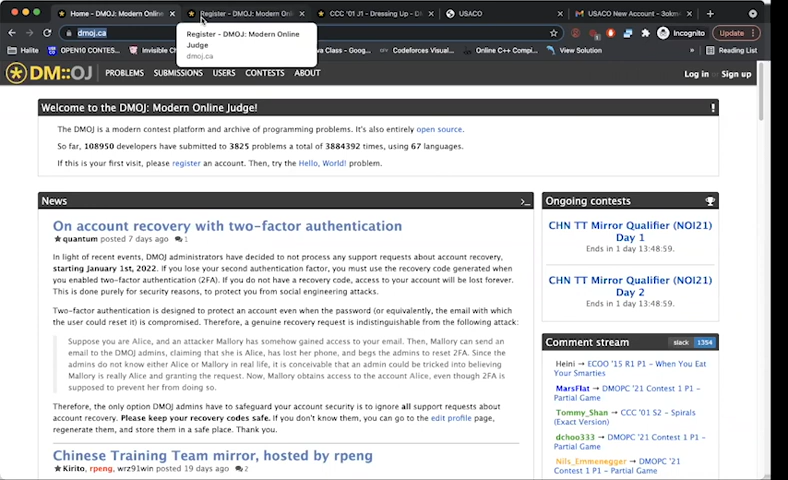 Home - DMOJ: Modern Online
Register - DMOJ: Modern Onl
CCC '01 J1 - Dressing Up - D
USACO
USACO New Account - 3akm
dmoj.ca
Incognito
Update
Register - DMOJ: Modern Online
Judge
dmoj.ca
Halite
OPEN10 CONTES...
Invisible Ch
Java Class - Goog...
Codeforces Visual...
Online C++ Compil...
View Solution
Reading List
DM::OJ
PROBLEMS
SUBMISSIONS
USERS
CONTESTS
ABOUT
Log in or Sign up
Welcome to the DMOJ: Modern Online Judge!
The DMOJ is a modern contest platform and archive of programming problems. It's also entirely open source.
So far, 108950 developers have submitted to 3825 problems a total of 3884392 times, using 67 languages.
If this is your first visit, please register an account. Then, try the Hello, World! problem.
News
On account recovery with two-factor authentication
quantum posted 7 days ago 1
In light of recent events, DMOJ administrators have decided to not process any support requests about account recovery,
starting January 1st, 2022. If you lose your second authentication factor, you must use the recovery code generated when
you enabled two-factor authentication (2FA). If you do not have a recovery code, access to your account will be lost forever.
This is done purely for security reasons, to protect you from social engineering attacks.
Two-factor authentication is designed to protect an account even when the password (or equivalently, the email with which
the user could reset it) is compromised. Therefore, a genuine recovery request is indistinguishable from the following attack:
Suppose you are Alice, and an attacker Mallory has somehow gained access to your email. Then, Mallory can send an
email to the DMOJ admins, claiming that she is Alice, has lost her phone, and begs the admins to reset 2FA. Since the
admins do not know either Alice or Mallory in real life, it is conceivable that an admin could be tricked into believing
Mallory is really Alice and granting the request. Now, Mallory obtains access to the account Alice, even though 2FA is
supposed to prevent her from doing so.
Therefore, the only option DMOJ admins have to safeguard your account security is to ignore all support requests about
account recovery. Please keep your recovery codes safe. If you don't know them, you can go to the edit profile page,
regenerate them, and store them in a safe place. Thank you.
Chinese Training Team mirror, hosted by rpeng
Kirito, rpeng, wrz91win posted 19 days ago 2
Ongoing contests
CHN TT Mirror Qualifier (NOI21)
Day 1
Ends in 1 day 13:48:59.
CHN TT Mirror Qualifier (NOI21)
Day 2
Ends in 1 day 13:48:59.
Comment stream
slack 1354
Heini → ECOO '15 R1 P1 - When You Eat
Your Smarties
MarsFlat → DMOPC '21 Contest 1 P1 -
Partial Game
Tommy_Shan → CCC '01 S2 - Spirals
(Exact Version)
dchoo333 → DMOPC '21 Contest 1 P1 -
Partial Game
Nils_Emmenegger → DMOPC '21
Contest 1 P1 - Partial Game